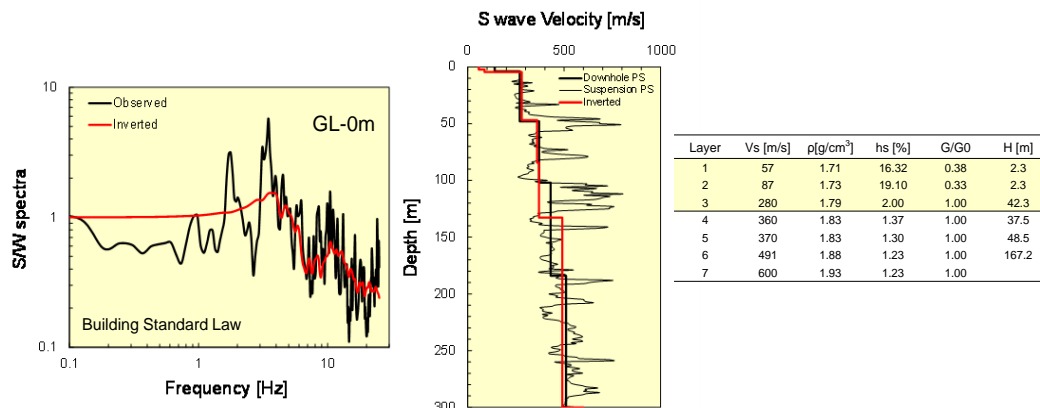 S/W spectra
10
1
0.1
Observed
Inverted
GL-0m
Building Standard Law
0.1 1 10
Frequency [Hz]
S wave Velocity [m/s]
0 500 1000
Depth [m]
0
50
100
150
200
250
300
Downhole PS
Suspension PS
Inverted
Layer Vs [m/s] ρ[g/cm³] hs [%] G/G0 H [m]
1 57 1.71 16.32 0.38 2.3
2 87 1.73 19.10 0.33 2.3
3 280 1.79 2.00 1.00 42.3
4 360 1.83 1.37 1.00 37.5
5 370 1.83 1.30 1.00 48.5
6 491 1.88 1.23 1.00 167.2
7 600 1.93 1.23 1.00